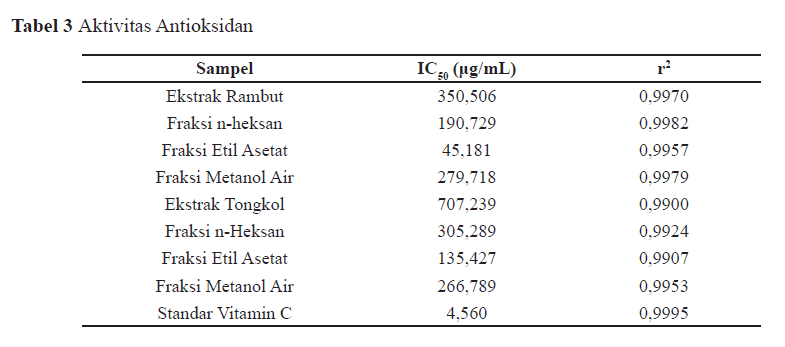 Tabel 3 Aktivitas Antioksidan
Sampel IC50 (µg/mL) r²
Ekstrak Rambut 350,506 0,9970
Fraksi n-heksan 190,729 0,9982
Fraksi Etil Asetat 45,181 0,9957
Fraksi Metanol Air 279,718 0,9979
Ekstrak Tongkol 707,239 0,9900
Fraksi n-Heksan 305,289 0,9924
Fraksi Etil Asetat 135,427 0,9907
Fraksi Metanol Air 266,789 0,9953
Standar Vitamin C 4,560 0,9995